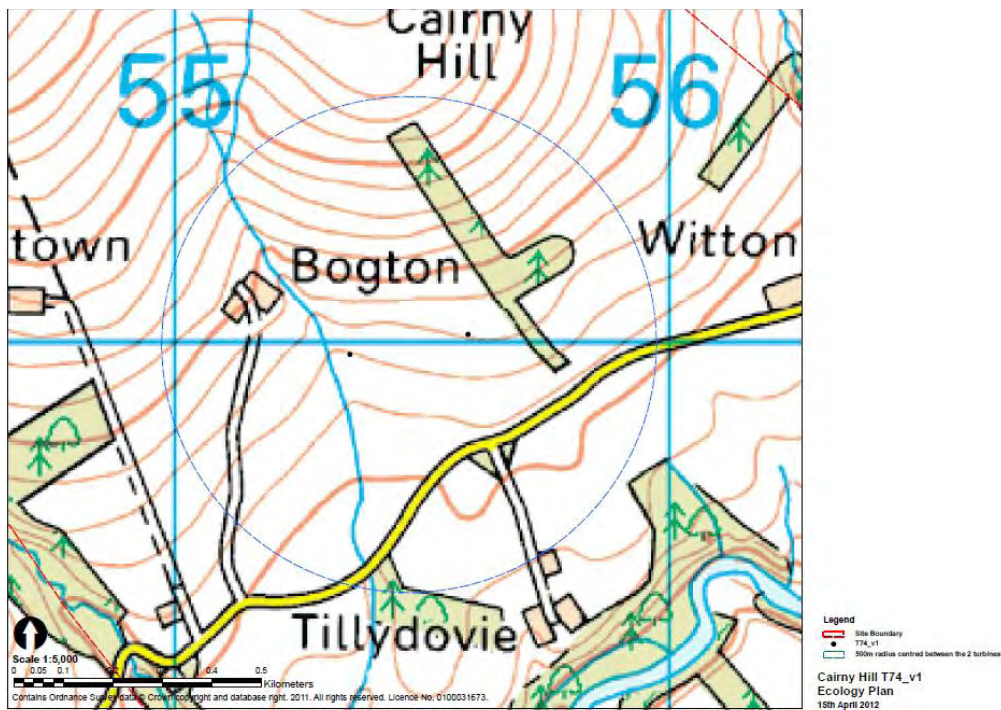 Cairny
Hill
55
56
town
Bogton
Witton
Tillydovie
Scale 1:5,000
0 0.05 0.1 0.2 0.3 0.4 0.5
Kilometers
Contains Ordnance Survey data © Crown copyright and database right. 2011. All rights reserved. Licence No. 0100031673.
Legend
Site Boundary
T74_v1
500m radius centred between the 2 turbines
Cairny Hill T74_v1
Ecology Plan
15th April 2012